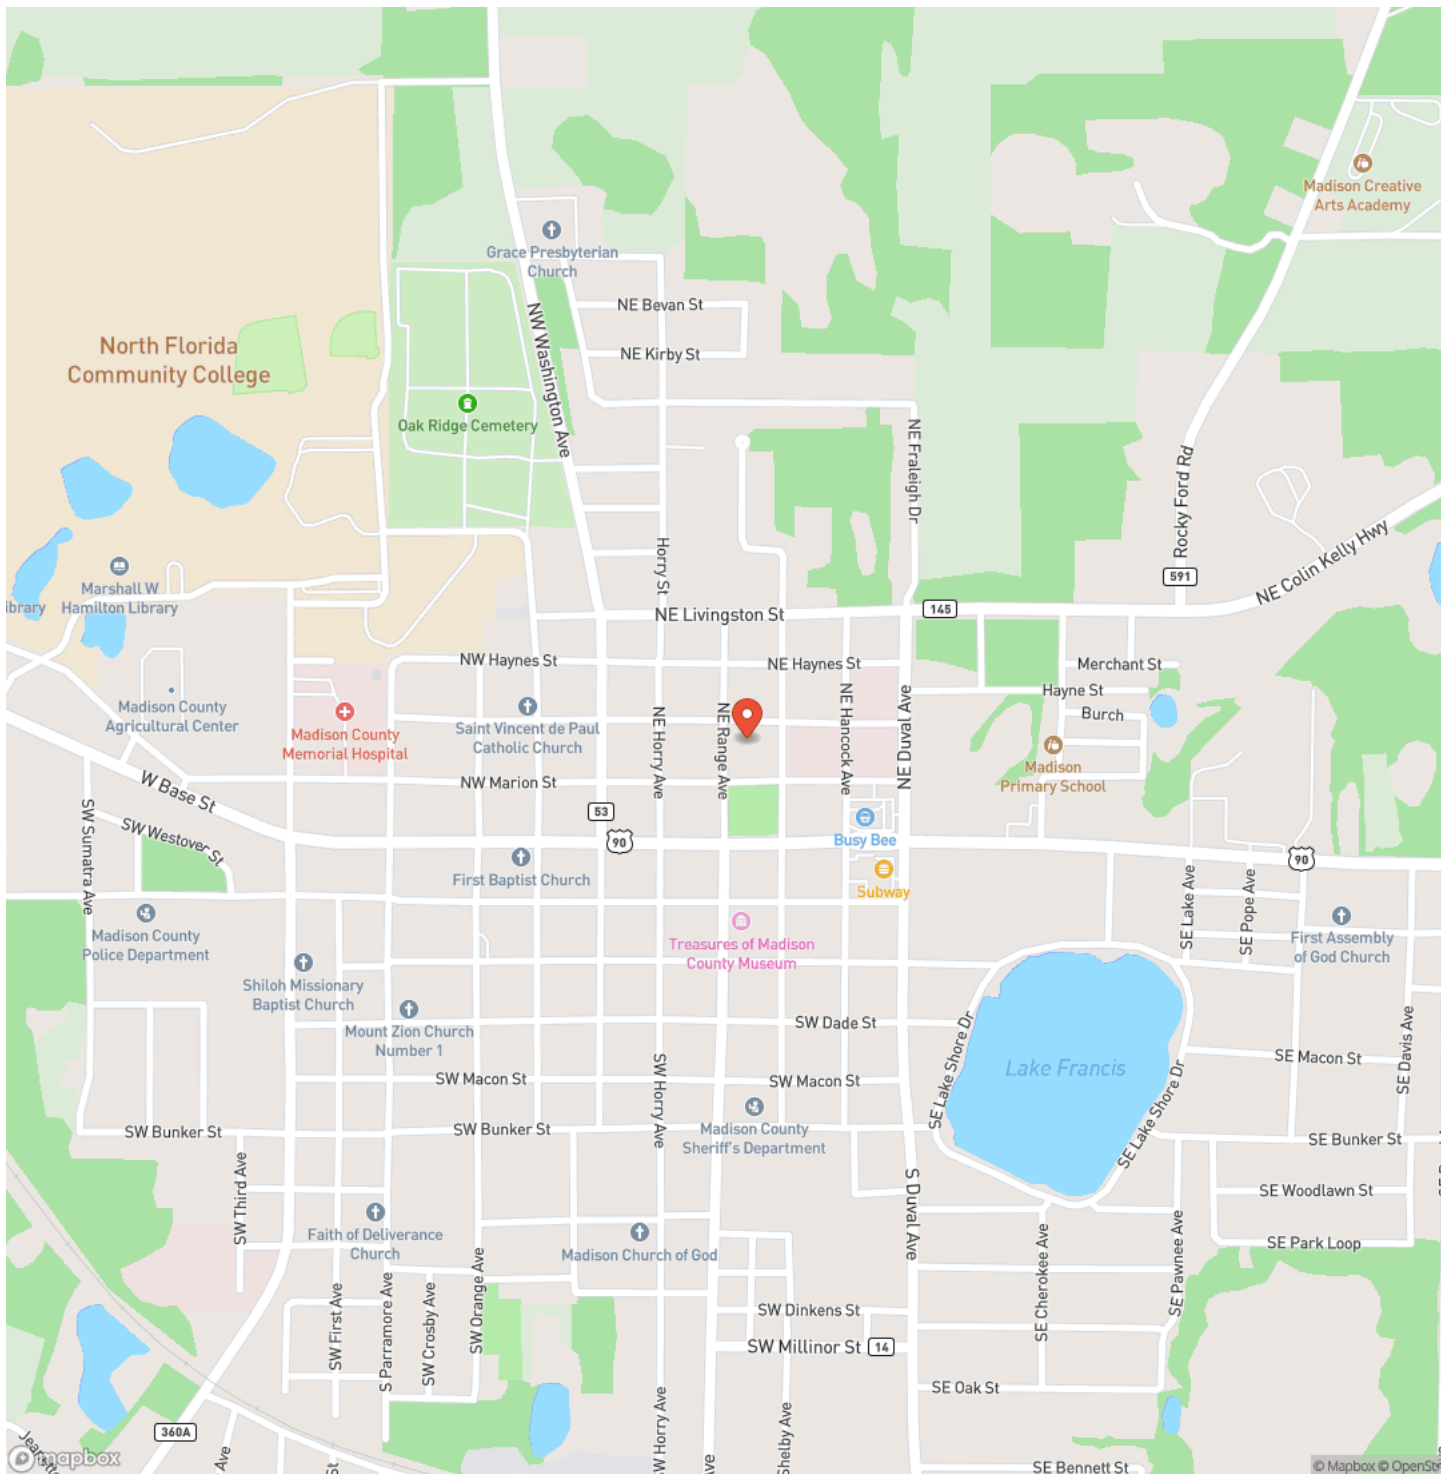 Madison Creative
Arts Academy
Grace Presbyterian
Church
NE Bevan St
NE Kirby St
NW Washington Ave
North Florida
Community College
Oak Ridge Cemetery
NE Fraleigh Dr
Rocky Ford Rd
591
NE Colin Kelly Hwy
Horry St
Marshall W
Hamilton Library
ibrary
NE Livingston St
145
NW Haynes St
NE Haynes St
Merchant St
Hayne St
Burch
Madison County
Agricultural Center
Madison County
Memorial Hospital
Saint Vincent de Paul
Catholic Church
NE Horry Ave
NE Range Ave
NE Hancock Ave
NE Duval Ave
Madison
Primary School
NW Marion St
W Base St
53
90
SW Westover St
SW Sumatra Ave
Busy Bee
First Baptist Church
Subway
90
SE Lake Ave
SE Pope Ave
Madison County
Police Department
Treasures of Madison
County Museum
First Assembly
of God Church
Shiloh Missionary
Baptist Church
Mount Zion Church
Number 1
SW Dade St
SE Lake Shore Dr
Lake Francis
SE Macon St
SE Davis Ave
SW Macon St
SW Macon St
SW Horry Ave
SE Lake Shore Dr
Madison County
Sheriff's Department
SW Bunker St
SW Bunker St
SE Bunker St
SW Third Ave
S Duval Ave
SE Woodlawn St
Faith of Deliverance
Church
Madison Church of God
SE Park Loop
SE Cherokee Ave
SE Pawnee Ave
SW First Ave
S Parramore Ave
SW Crosby Ave
SW Orange Ave
SW Dinkens St
SW Millinor St
14
SE Oak St
360A
SW Horry Ave
Ave
Shelby Ave
Ave
St
SE Bennett St
mapbox
© Mapbox © OpenStr